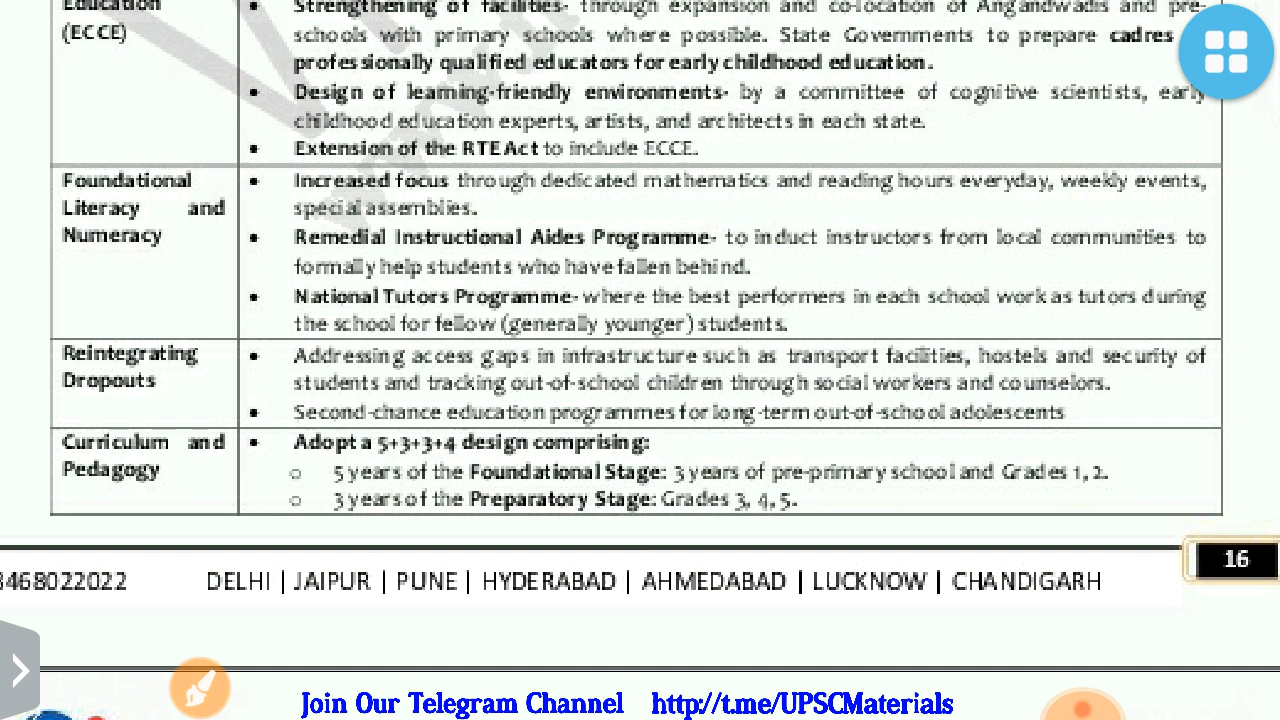 Education
(ECCE)
Strengthening of facilities- through expansion and co-location of Angandwadis and pre-
schools with primary schools where possible. State Governments to prepare cadres
professionally qualified educators for early childhood education.
Design of learning-friendly environments- by a committee of cognitive scientists, early
childhood education experts, artists, and architects in each state.
Extension of the RTE Act to include ECCE.
Foundational
Literacy and
Numeracy
Increased focus through dedicated mathematics and reading hours everyday, weekly events,
special assemblies.
Remedial Instructional Aides Programme- to induct instructors from local communities to
formally help students who have fallen behind.
National Tutors Programme- where the best performers in each school work as tutors during
the school for fellow (generally younger) students.
Reintegrating
Dropouts
Addressing access gaps in infrastructure such as transport facilities, hostels and security of
students and tracking out-of-school children through social workers and counselors.
Second-chance education programmes for long-term out-of-school adolescents
Curriculum and
Pedagogy
Adopt a 5+3+3+4 design comprising:
5 years of the Foundational Stage: 3 years of pre-primary school and Grades 1, 2.
3 years of the Preparatory Stage: Grades 3, 4, 5.
16
8468022022 DELHI | JAIPUR | PUNE | HYDERABAD | AHMEDABAD | LUCKNOW | CHANDIGARH
Join Our Telegram Channel http://t.me/UPSCMaterials